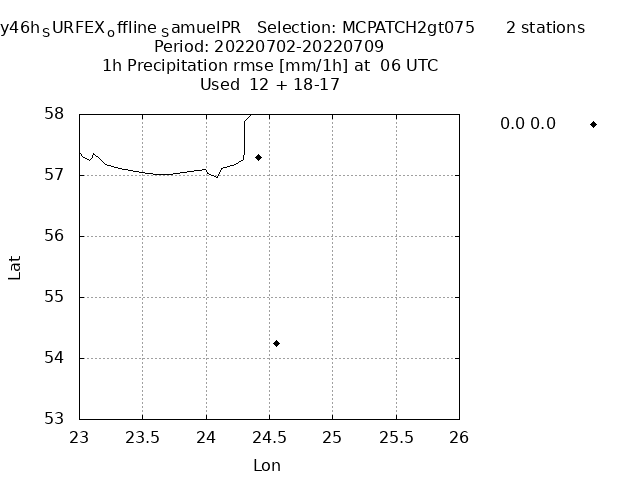 y46h_SURFEX_offline_SamuelPR   Selection: MCPATCH2gt075      2 stations
Period: 20220702-20220709
1h Precipitation rmse [mm/1h] at  06 UTC
Used  12 + 18-17
0.0 0.0
58
57
56
55
54
53
Lat
23 23.5 24 24.5 25 25.5 26
Lon